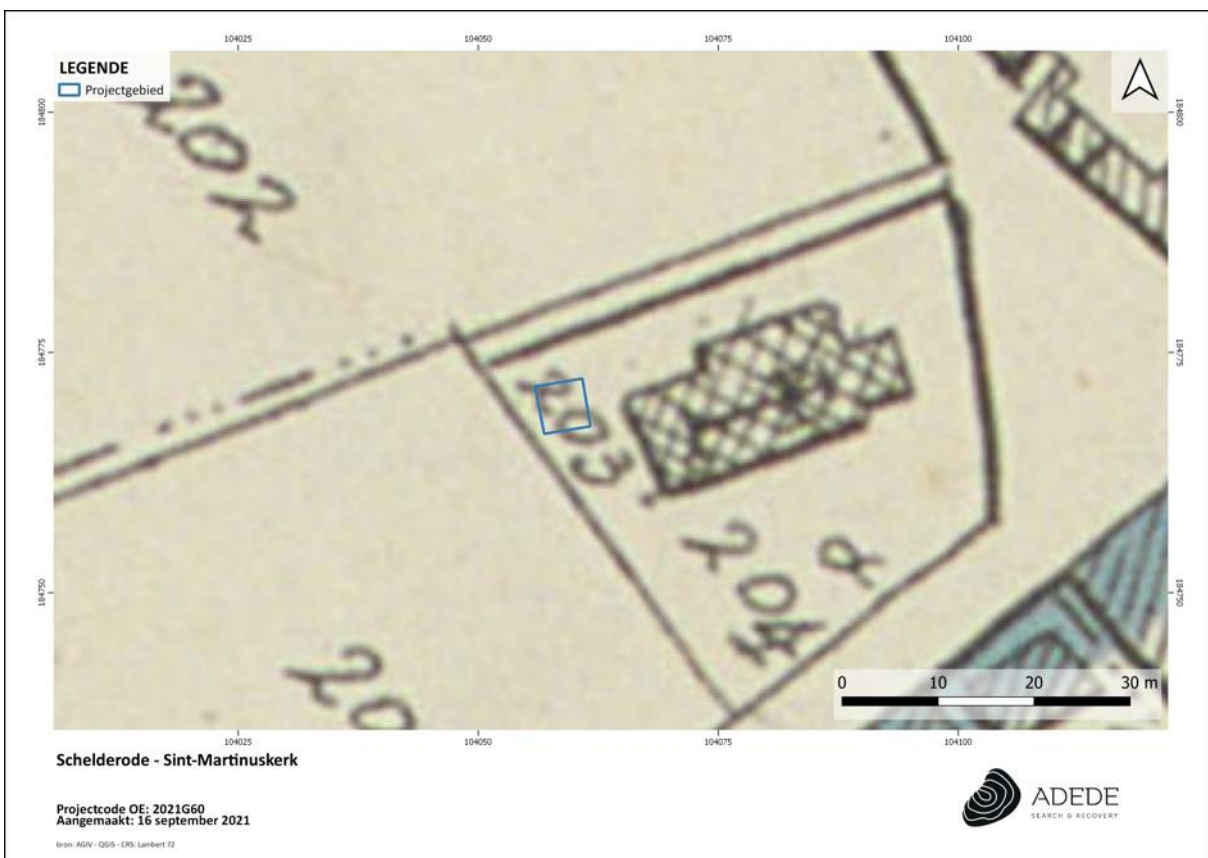 104025 104050 104075 104100
LEGENDE
Projectgebied
184800 184800
202
184775 184775
203.
204
184750 184750
20
0 10 20 30 m
104025 104050 104075 104100
Schelderode - Sint-Martinuskerk
Projectcode OE: 2021G60
Aangemaakt: 16 september 2021
bron: AGIV - QGIS - CRS: Lambert 72
ADEDE
SEARCH & RECOVERY